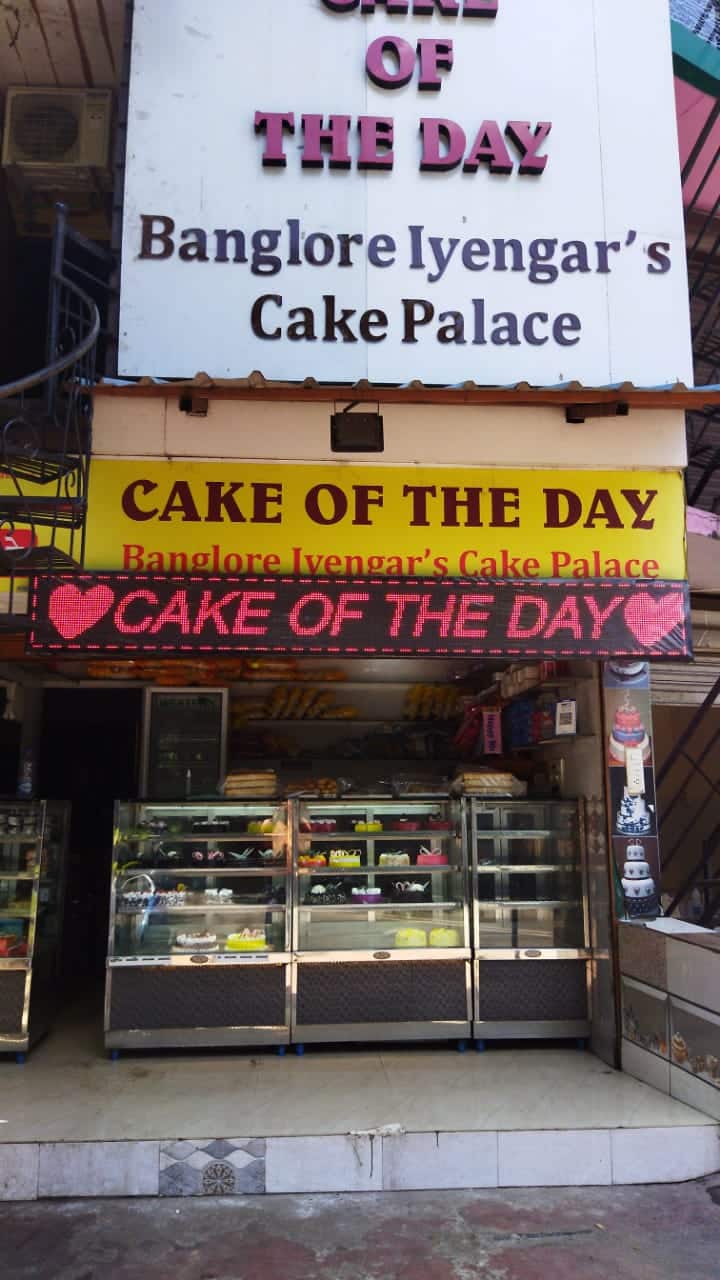 CAKE
OF
THE DAY
Banglore Iyengar's
Cake Palace
CAKE OF THE DAY
Banglore Iyengar's Cake Palace
CAKE OF THE DAY